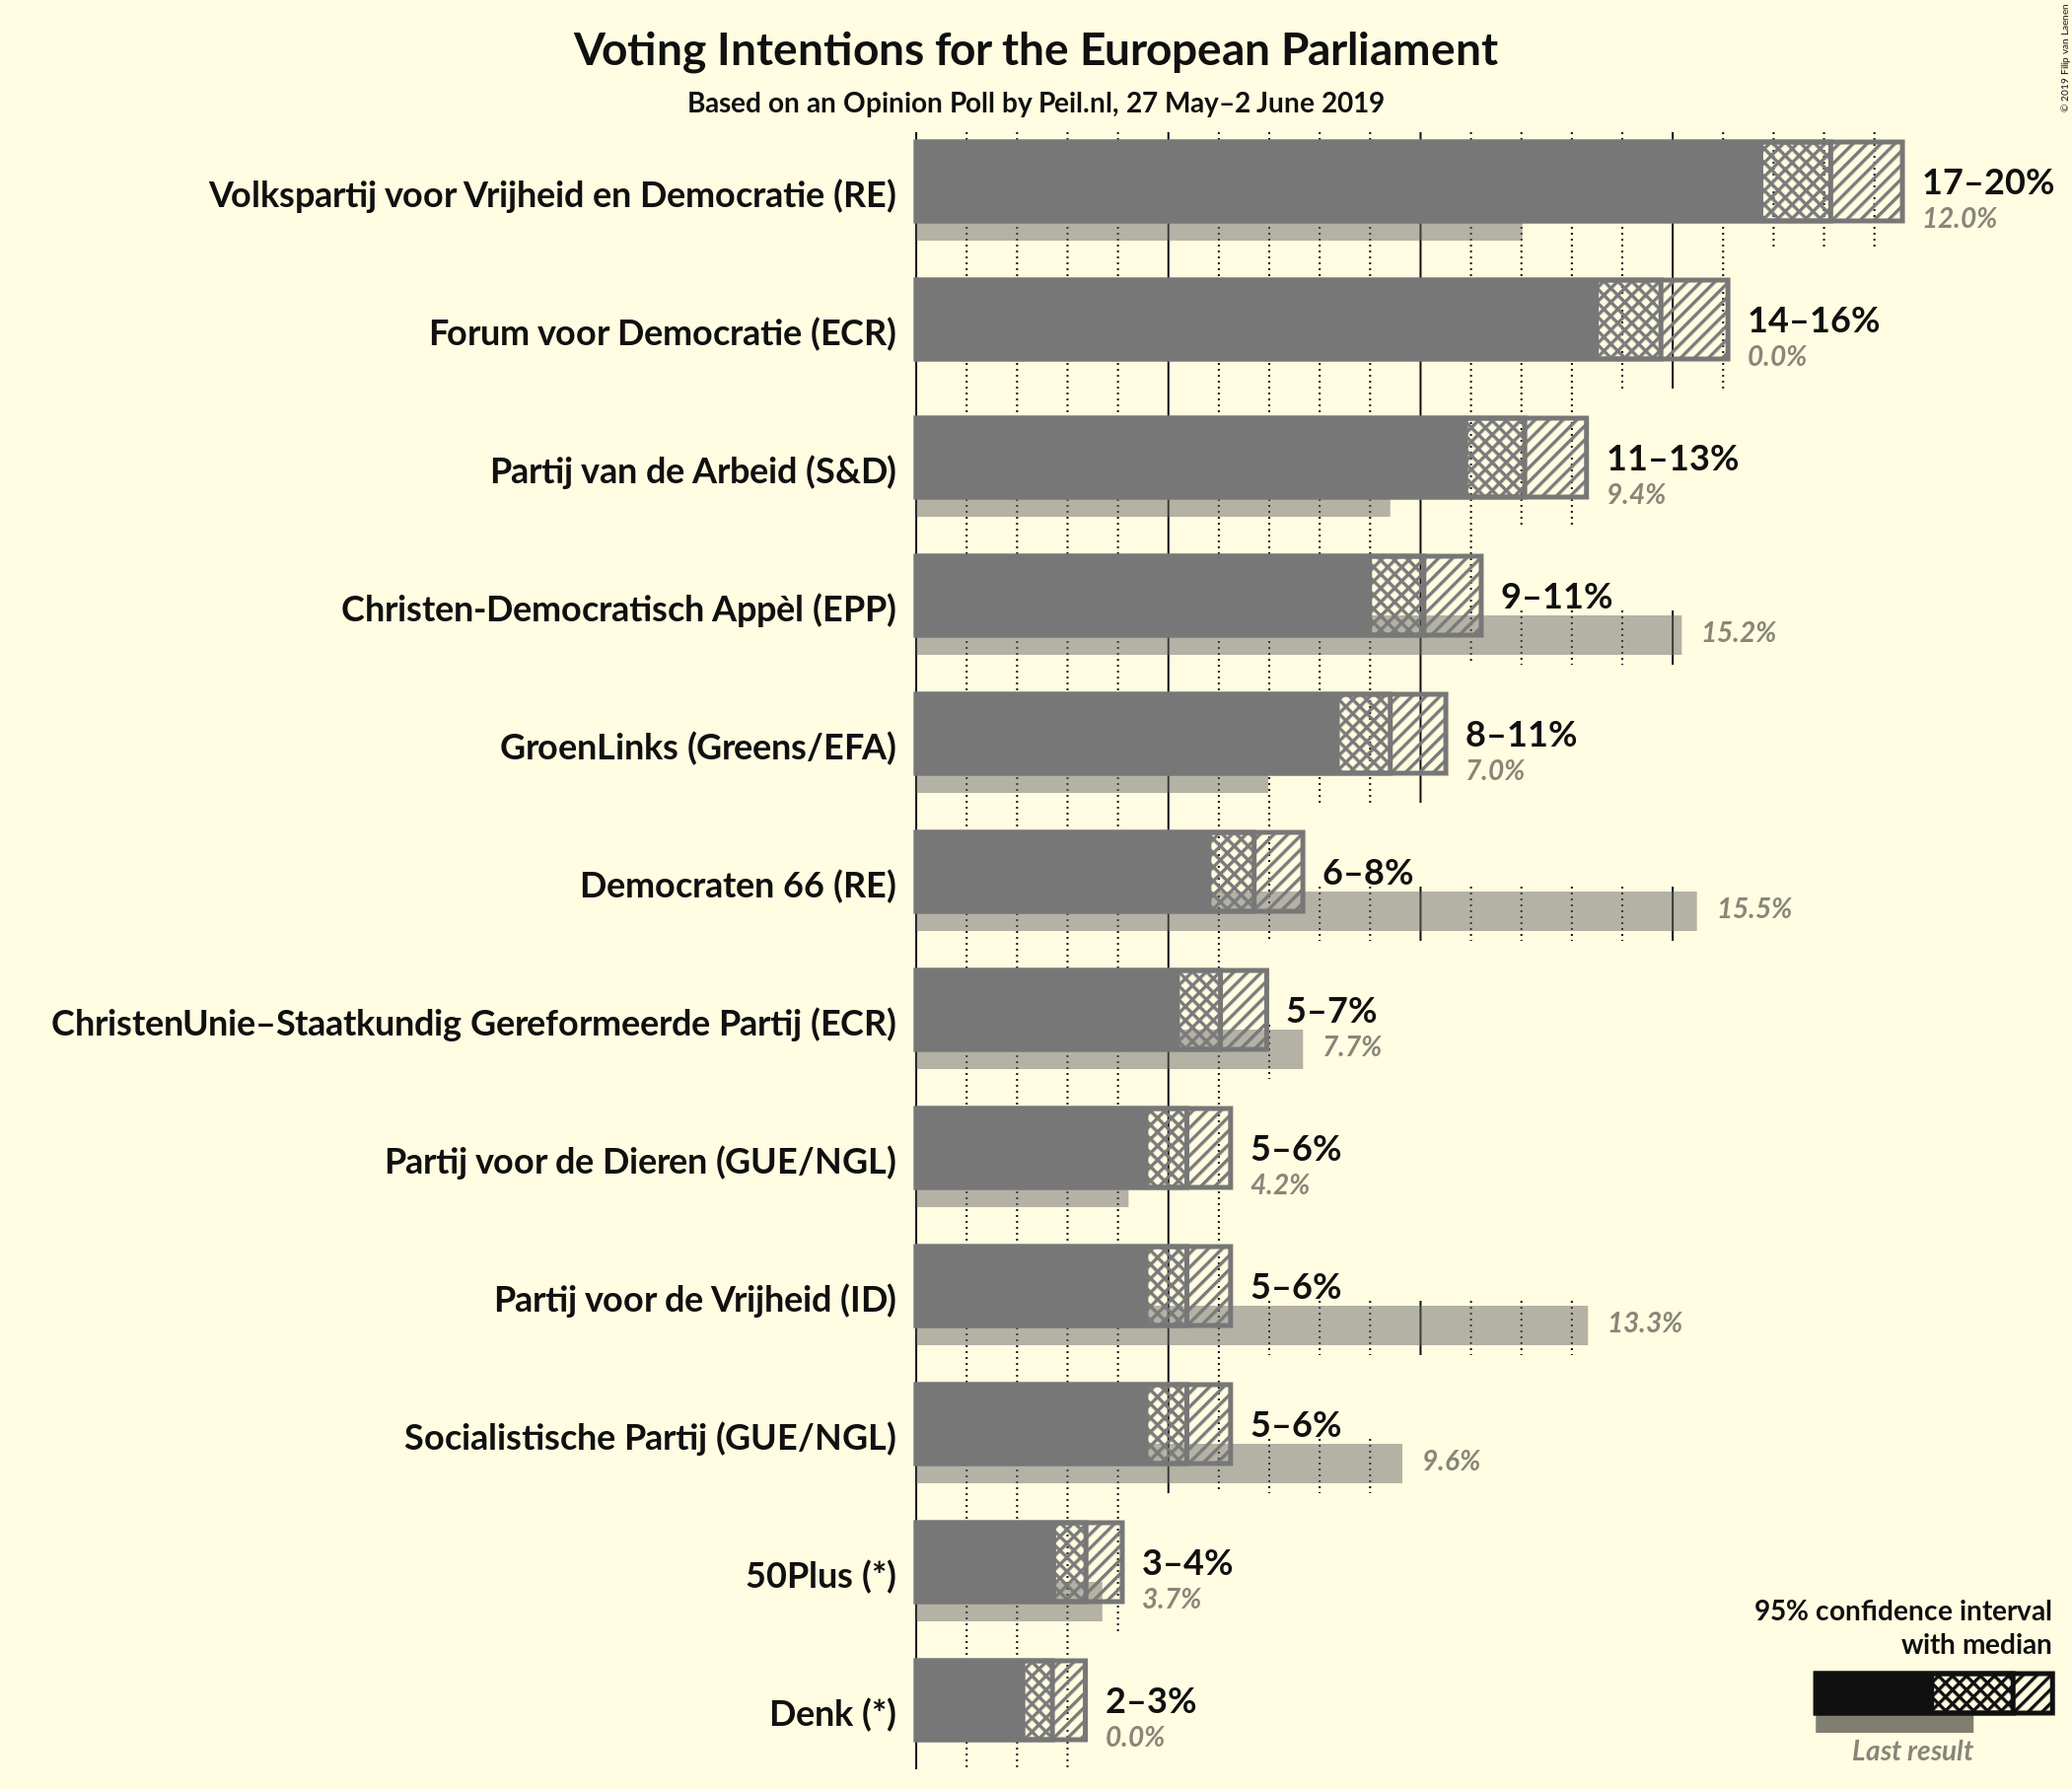 Voting Intentions for the European Parliament
Based on an Opinion Poll by Peil.nl, 27 May–2 June 2019
© 2019 Filip van Laenen
Volkspartij voor Vrijheid en Democratie (RE)
17–20%
12.0%
Forum voor Democratie (ECR)
14–16%
0.0%
Partij van de Arbeid (S&D)
11–13%
9.4%
Christen-Democratisch Appèl (EPP)
9–11%
15.2%
GroenLinks (Greens/EFA)
8–11%
7.0%
Democraten 66 (RE)
6–8%
15.5%
ChristenUnie–Staatkundig Gereformeerde Partij (ECR)
5–7%
7.7%
Partij voor de Dieren (GUE/NGL)
5–6%
4.2%
Partij voor de Vrijheid (ID)
5–6%
13.3%
Socialistische Partij (GUE/NGL)
5–6%
9.6%
50Plus (*)
3–4%
3.7%
Denk (*)
2–3%
0.0%
95% confidence interval
with median
Last result